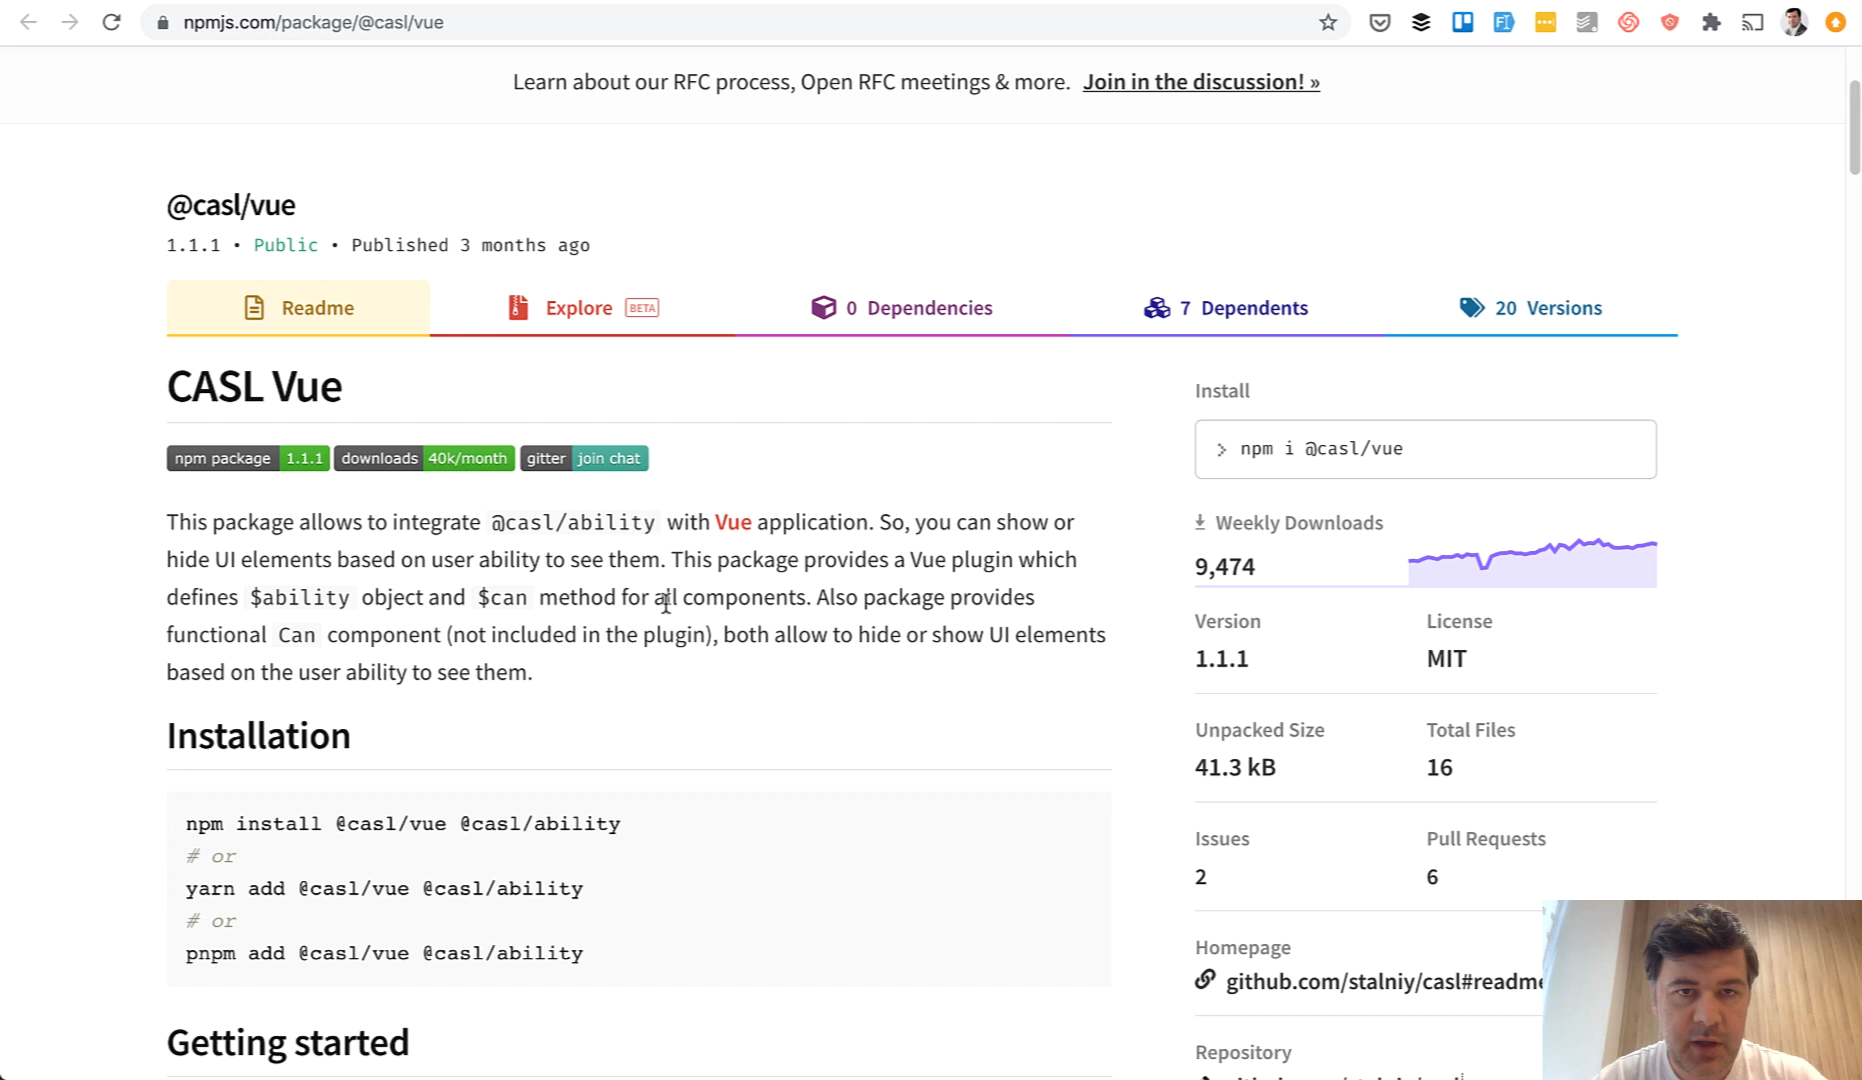 npmjs.com/package/@casl/vue
Learn about our RFC process, Open RFC meetings & more. Join in the discussion! »
@casl/vue
1.1.1 • Public • Published 3 months ago
Readme
Explore BETA
0 Dependencies
7 Dependents
20 Versions
CASL Vue
npm package 1.1.1 downloads 40k/month gitter join chat
This package allows to integrate @casl/ability with Vue application. So, you can show or
hide UI elements based on user ability to see them. This package provides a Vue plugin which
defines $ability object and $can method for all components. Also package provides
functional Can component (not included in the plugin), both allow to hide or show UI elements
based on the user ability to see them.
Installation
npm install @casl/vue @casl/ability
# or
yarn add @casl/vue @casl/ability
# or
pnpm add @casl/vue @casl/ability
Getting started
Install
> npm i @casl/vue
Weekly Downloads
9,474
Version
1.1.1
License
MIT
Unpacked Size
41.3 kB
Total Files
16
Issues
2
Pull Requests
6
Homepage
github.com/stalniy/casl#readme
Repository